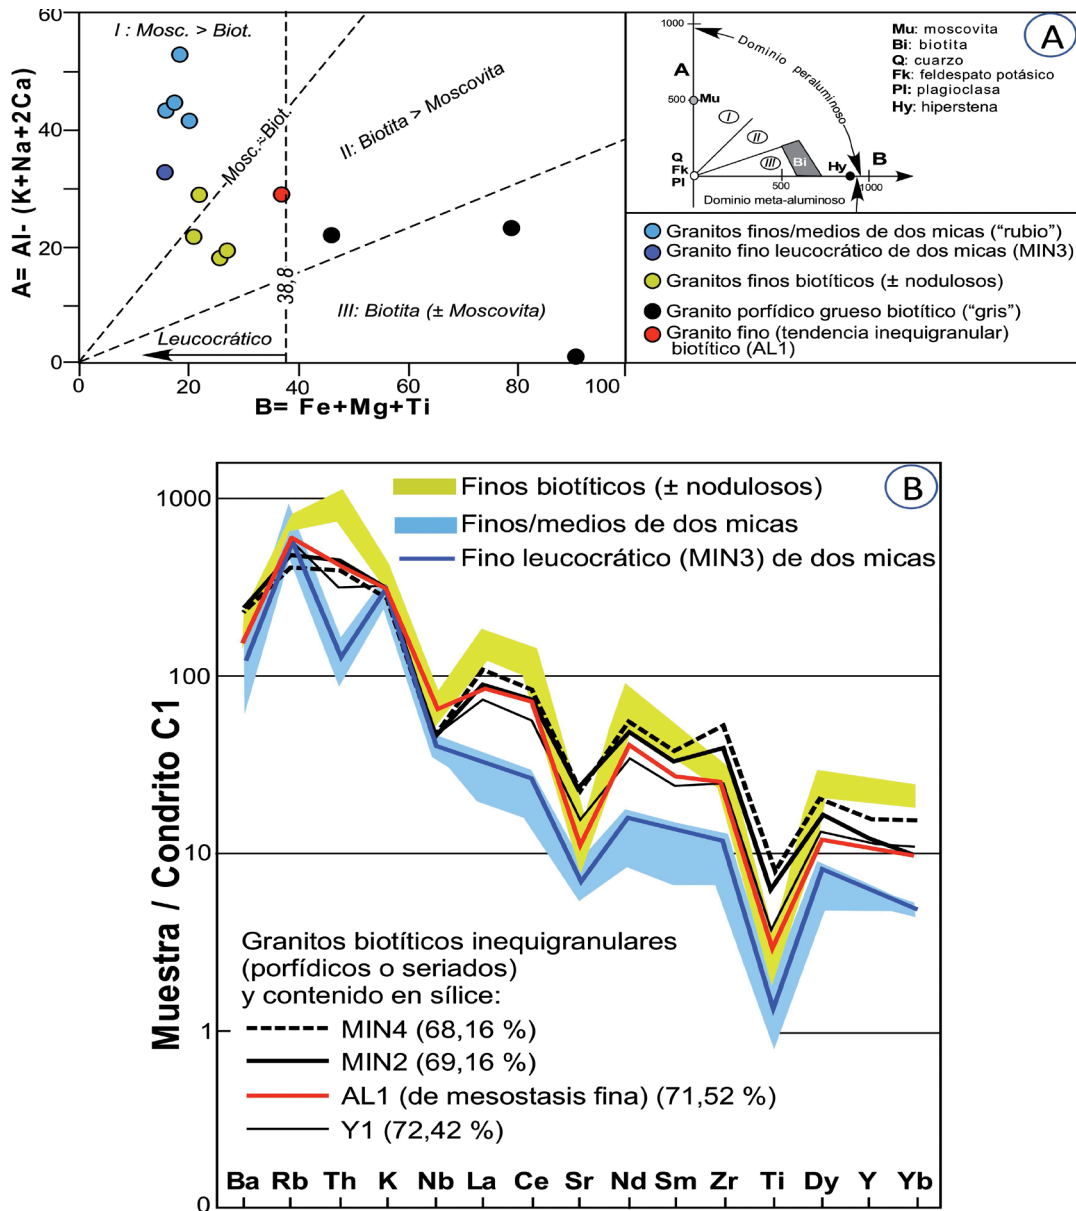 60
40
20
0
A= Al- (K+Na+2Ca)
I : Mosc. > Biot.
Mosc.≈Biot.
II: Biotita > Moscovita
38,8
III: Biotita (± Moscovita)
Leucocrático
0
20
40
60
80
100
B= Fe+Mg+Ti
A
1000
Dominio peraluminoso
A
500
Mu
I
II
III
Bi
Hy
B
Q
Fk
Pl
500
1000
Dominio meta-aluminoso
Mu: moscovita
Bi: biotita
Q: cuarzo
Fk: feldespato potásico
Pl: plagioclasa
Hy: hiperstena
Granitos finos/medios de dos micas (“rubio”)
Granito fino leucocrático de dos micas (MIN3)
Granitos finos biotíticos (± nodulosos)
Granito porfídico grueso biotítico (“gris”)
Granito fino (tendencia inequigranular)
biotítico (AL1)
B
Finos biotíticos (± nodulosos)
Finos/medios de dos micas
Fino leucocrático (MIN3) de dos micas
1000
100
10
1
0
Muestra / Condrito C1
Granitos biotíticos inequigranulares
(porfídicos o seriados)
y contenido en sílice:
MIN4 (68,16 %)
MIN2 (69,16 %)
AL1 (de mesostasis fina) (71,52 %)
Y1 (72,42 %)
Ba Rb Th K Nb La Ce Sr Nd Sm Zr Ti Dy Y Yb